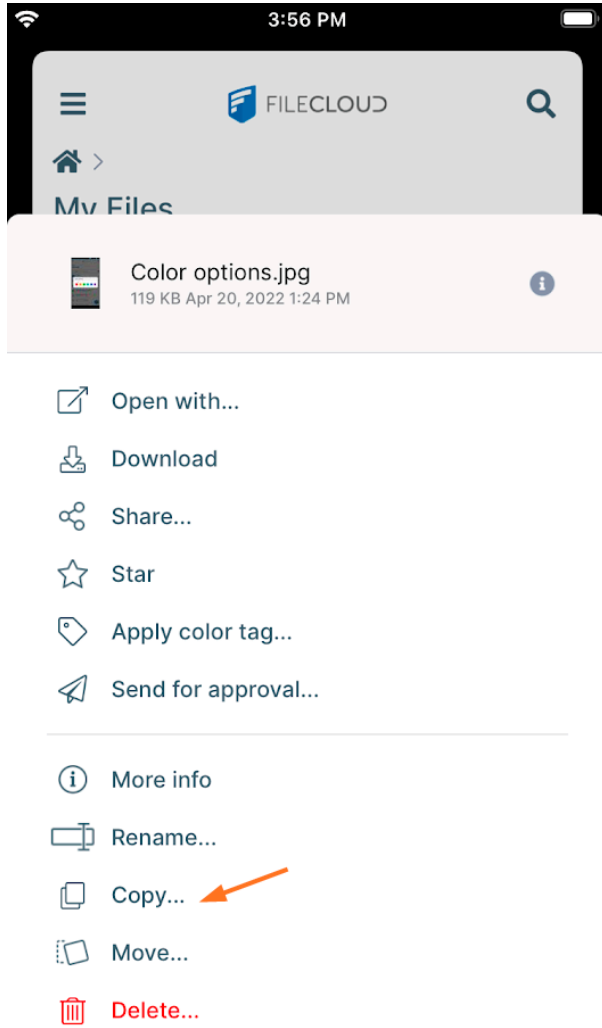 3:56 PM
FILECLOUD
My Files
Color options.jpg
119 KB Apr 20, 2022 1:24 PM
Open with...
Download
Share...
Star
Apply color tag...
Send for approval...
More info
Rename...
Copy...
Move...
Delete...